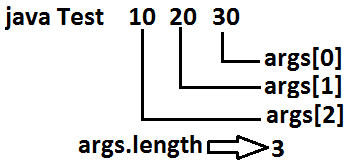 java Test 10 20 30
args[0]
args[1]
args[2]
args.length 3